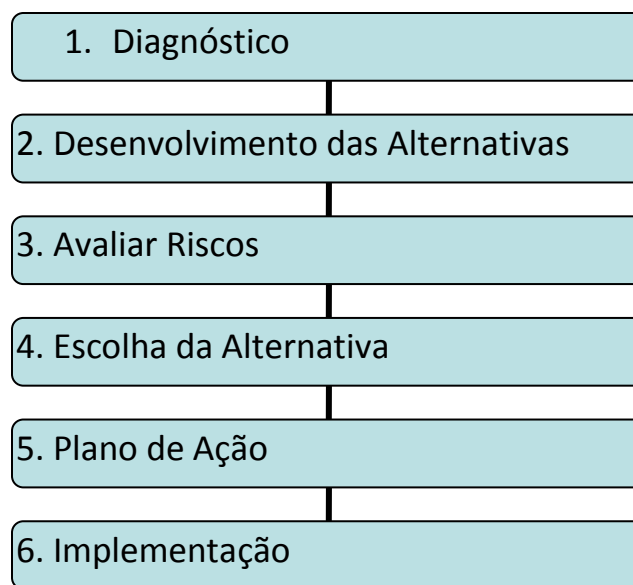 1. Diagnóstico
2. Desenvolvimento das Alternativas
3. Avaliar Riscos
4. Escolha da Alternativa
5. Plano de Ação
6. Implementação